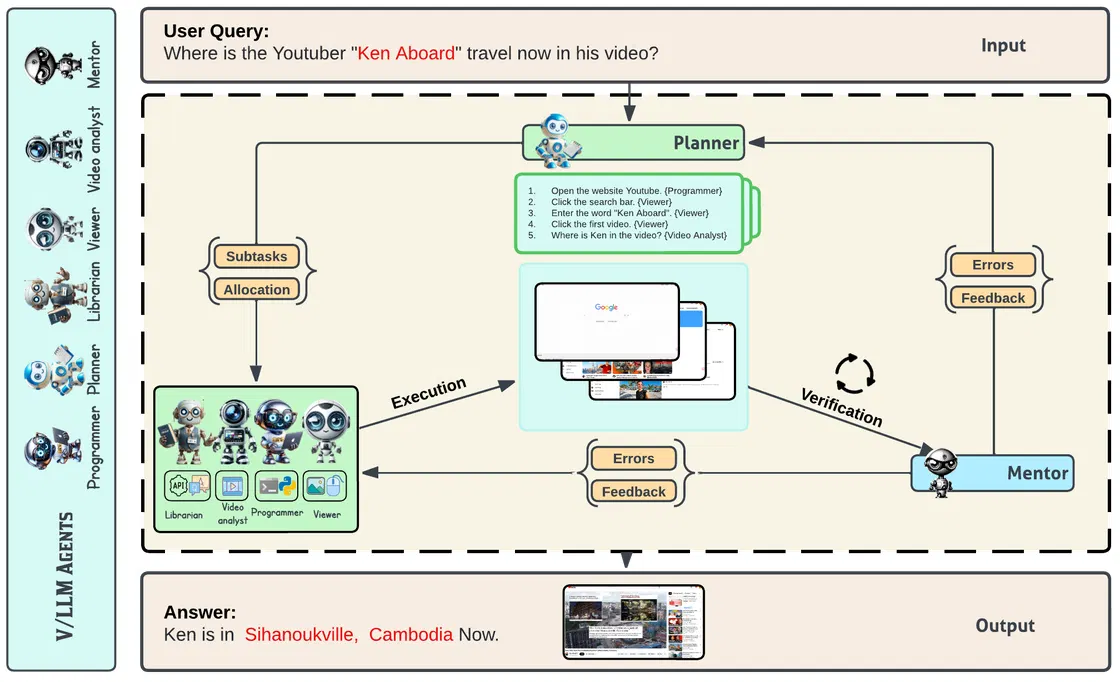 Mentor
Video analyst
Viewer
Librarian
Planner
Programmer
V/LLM AGENTS
User Query:
Where is the Youtuber "Ken Aboard" travel now in his video?
Input
Planner
1. Open the website Youtube. {Programmer}
2. Click the search bar. {Viewer}
3. Enter the word "Ken Aboard". {Viewer}
4. Click the first video. {Viewer}
5. Where is Ken in the video? {Video Analyst}
Subtasks
Allocation
Errors
Feedback
Google
Execution
Verification
API
Librarian
Video
analyst
Programmer
Viewer
Errors
Feedback
Mentor
Answer:
Ken is in Sihanoukville, Cambodia Now.
Output